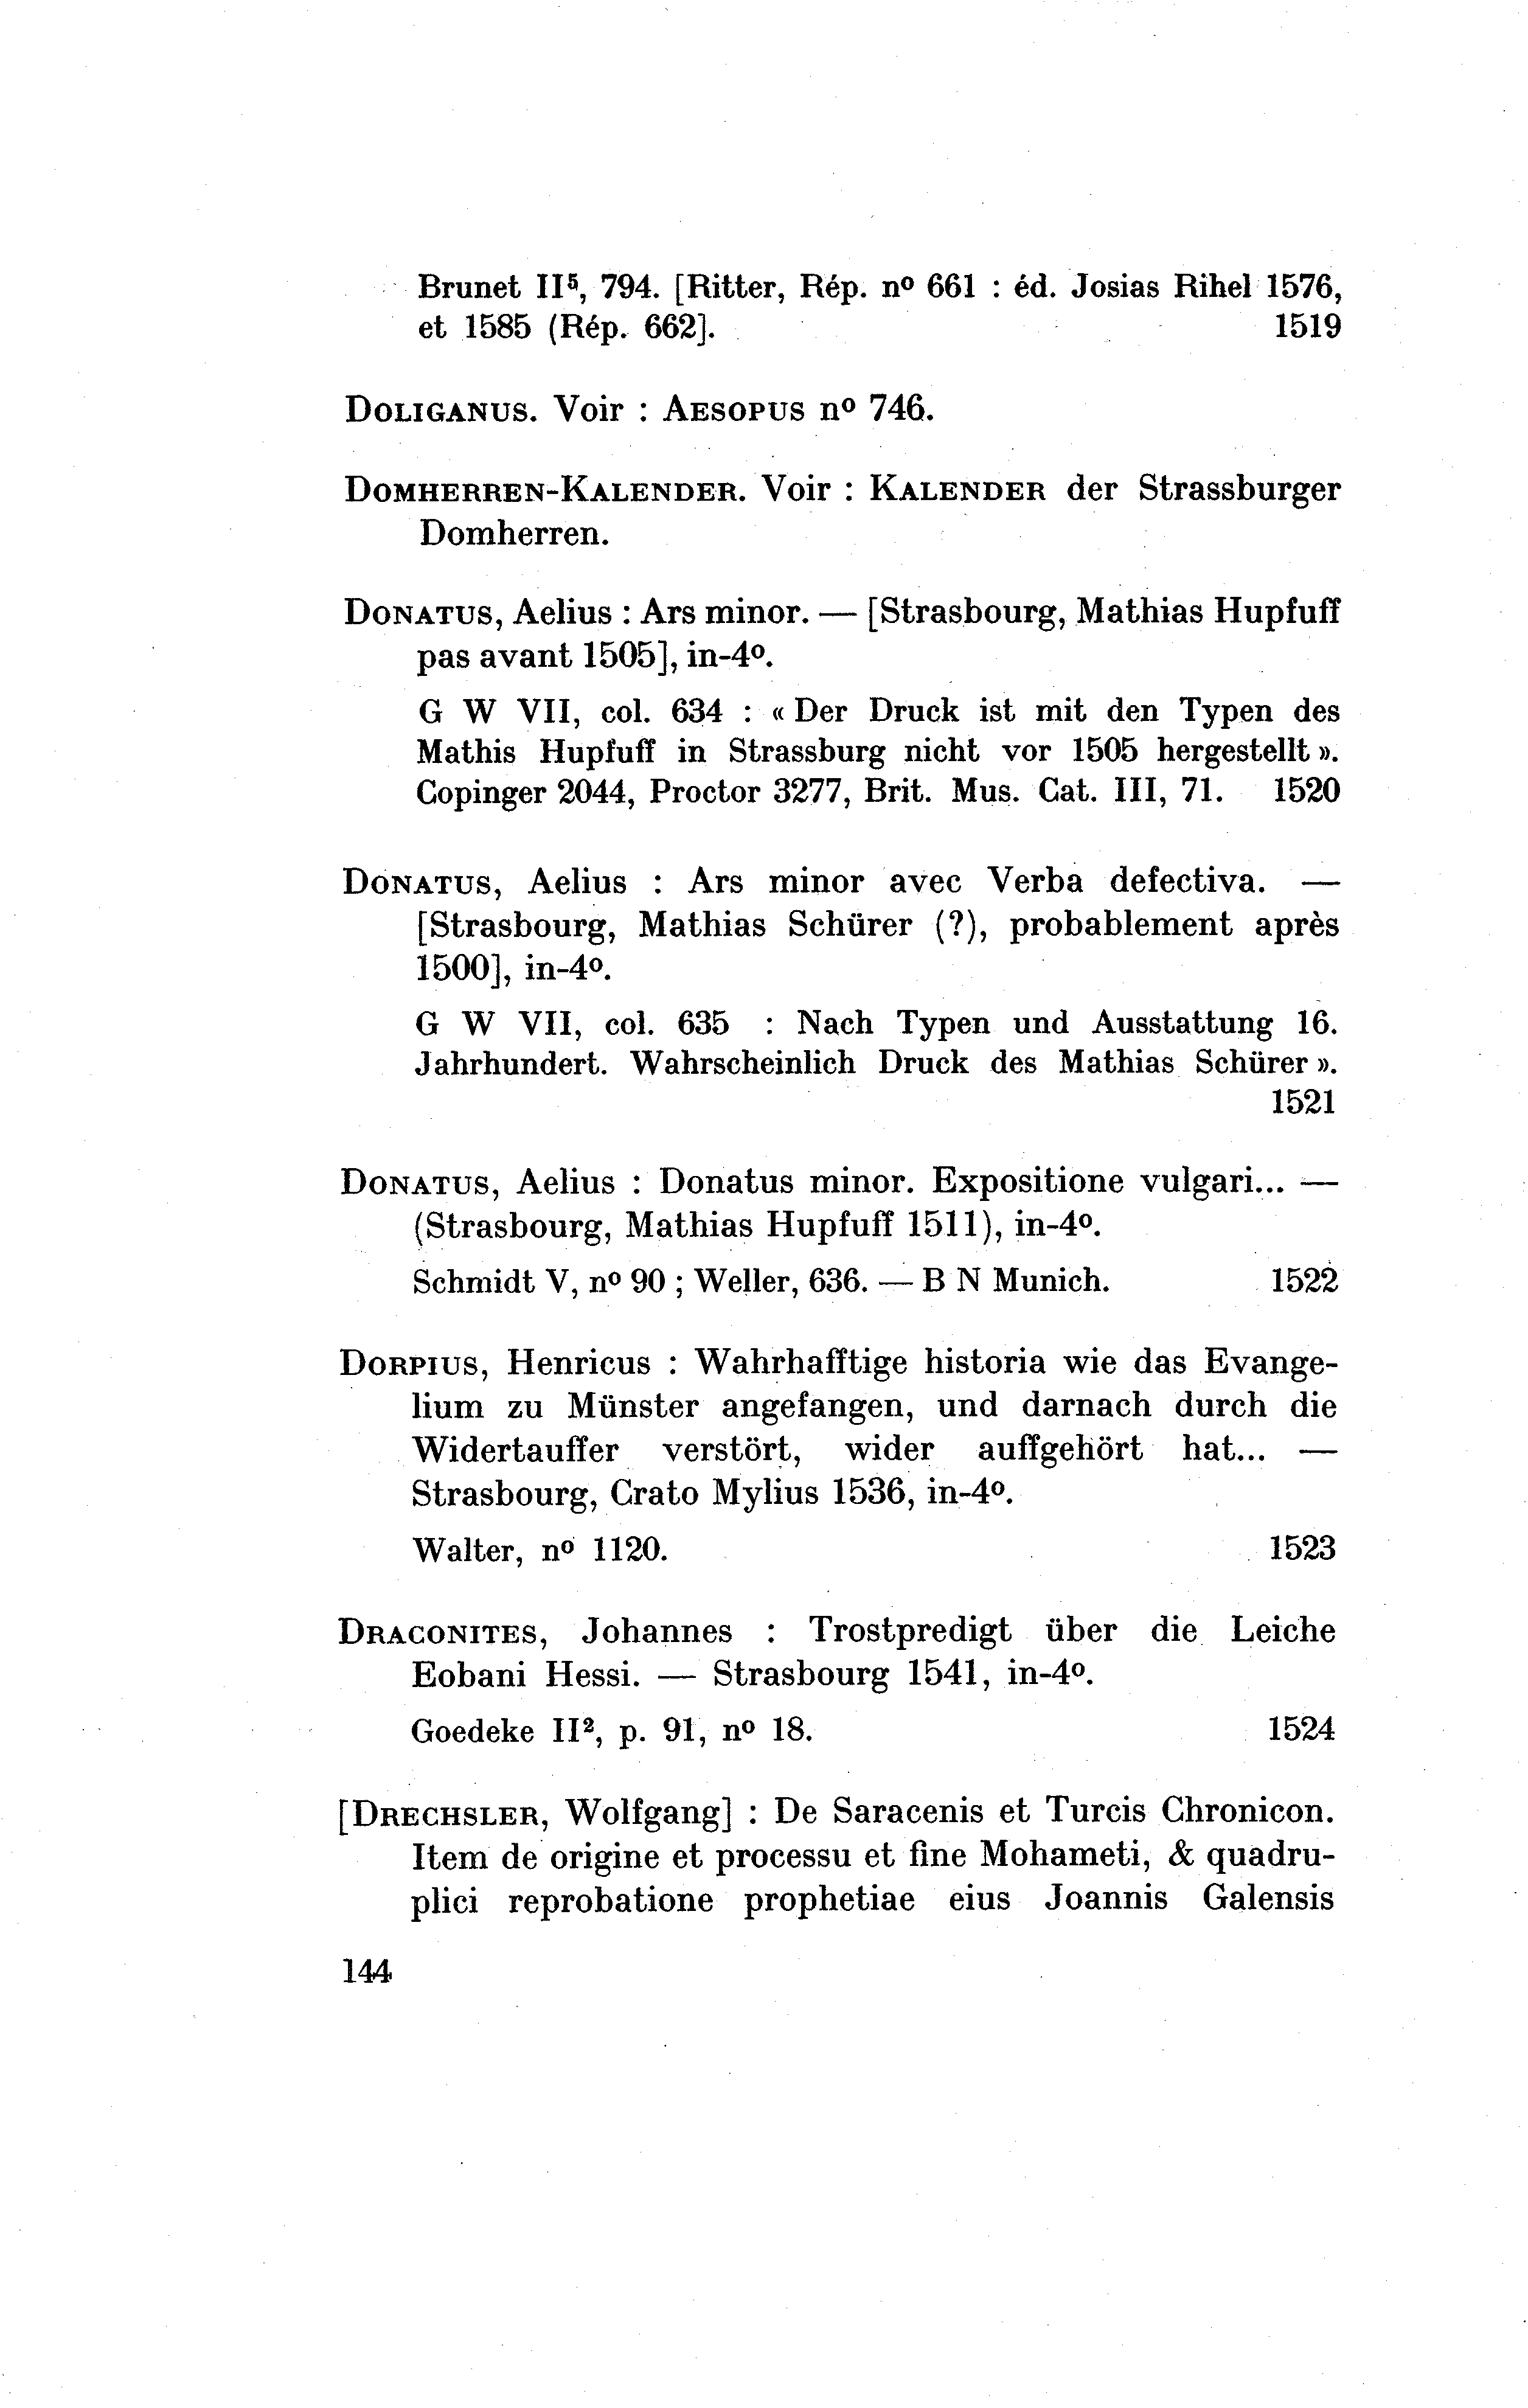 Brunet II⁵, 794. [Ritter, Rép. nº 661 : éd. Josias Rihel 1576,
et 1585 (Rép. 662]. 1519
DOLIGANUS. Voir : AESOPUS nº 746.
DOMHERREN-KALENDER. Voir : KALENDER der Strassburger
Domherren.
DONATUS, Aelius : Ars minor. — [Strasbourg, Mathias Hupfuff
pas avant 1505], in-4º.
G W VII, col. 634 : « Der Druck ist mit den Typen des
Mathis Hupfuff in Strassburg nicht vor 1505 hergestellt ».
Copinger 2044, Proctor 3277, Brit. Mus. Cat. III, 71. 1520
DONATUS, Aelius : Ars minor avec Verba defectiva. —
[Strasbourg, Mathias Schürer (?), probablement après
1500], in-4º.
G W VII, col. 635 : Nach Typen und Ausstattung 16.
Jahrhundert. Wahrscheinlich Druck des Mathias Schürer ».
1521
DONATUS, Aelius : Donatus minor. Expositione vulgari... —
(Strasbourg, Mathias Hupfuff 1511), in-4º.
Schmidt V, nº 90 ; Weller, 636. — B N Munich. 1522
DORPIUS, Henricus : Wahrhafftige historia wie das Evange-
lium zu Münster angefangen, und darnach durch die
Widertauffer verstört, wider auffgehört hat... —
Strasbourg, Crato Mylius 1536, in-4º.
Walter, nº 1120. 1523
DRACONITES, Johannes : Trostpredigt über die Leiche
Eobani Hessi. — Strasbourg 1541, in-4º.
Goedeke II², p. 91, nº 18. 1524
[DRECHSLER, Wolfgang] : De Saracenis et Turcis Chronicon.
Item de origine et processu et fine Mohameti, & quadru-
plici reprobatione prophetiae eius Joannis Galensis
144